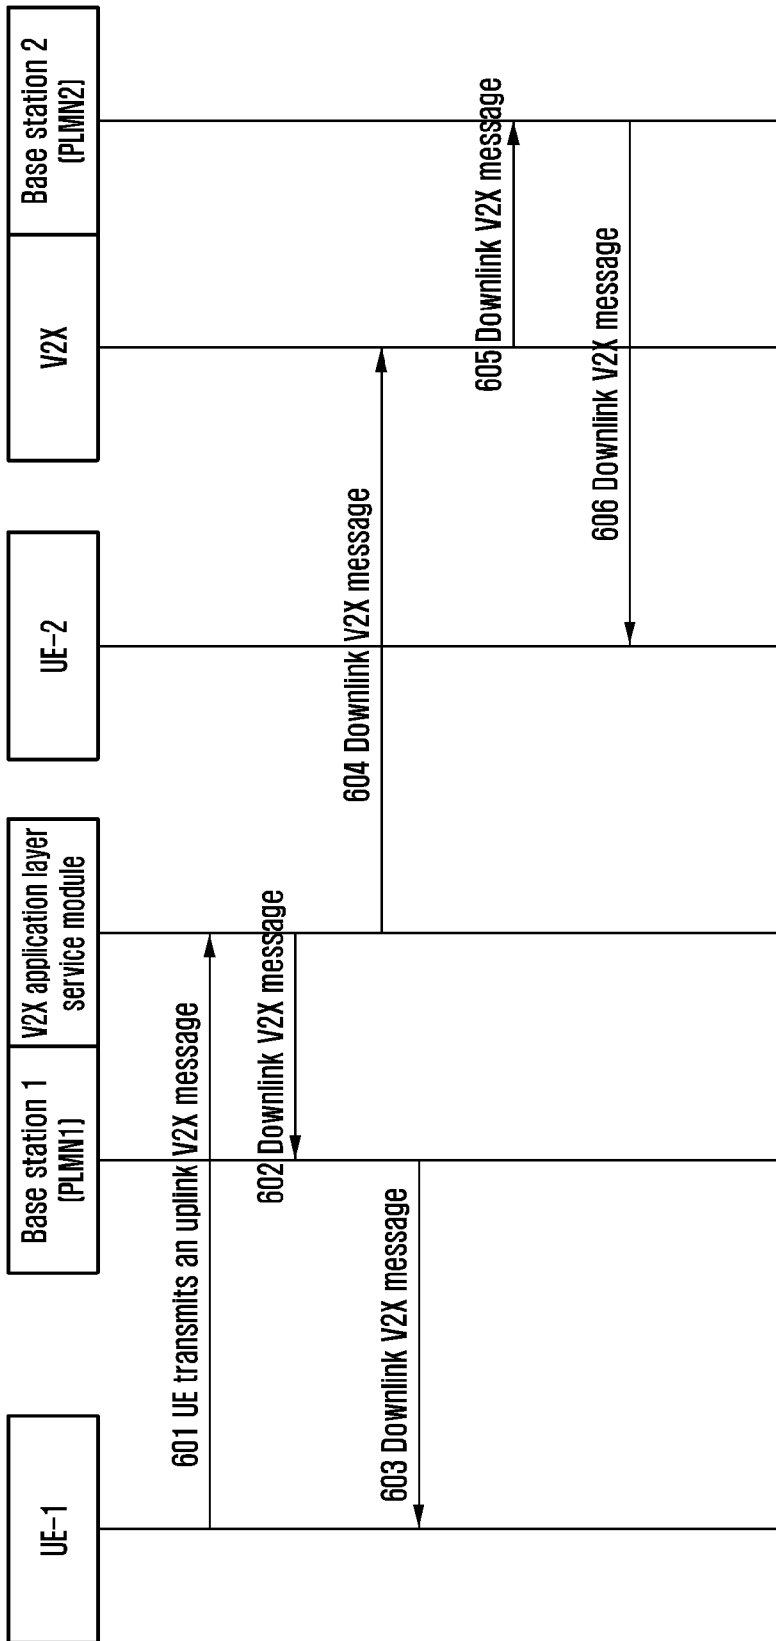 UE-1
Base station 1
(PLMN1)
V2X application layer
service module
UE-2
V2X
Base station 2
(PLMN2)
601 UE transmits an uplink V2X message
602 Downlink V2X message
603 Downlink V2X message
604 Downlink V2X message
605 Downlink V2X message
606 Downlink V2X message